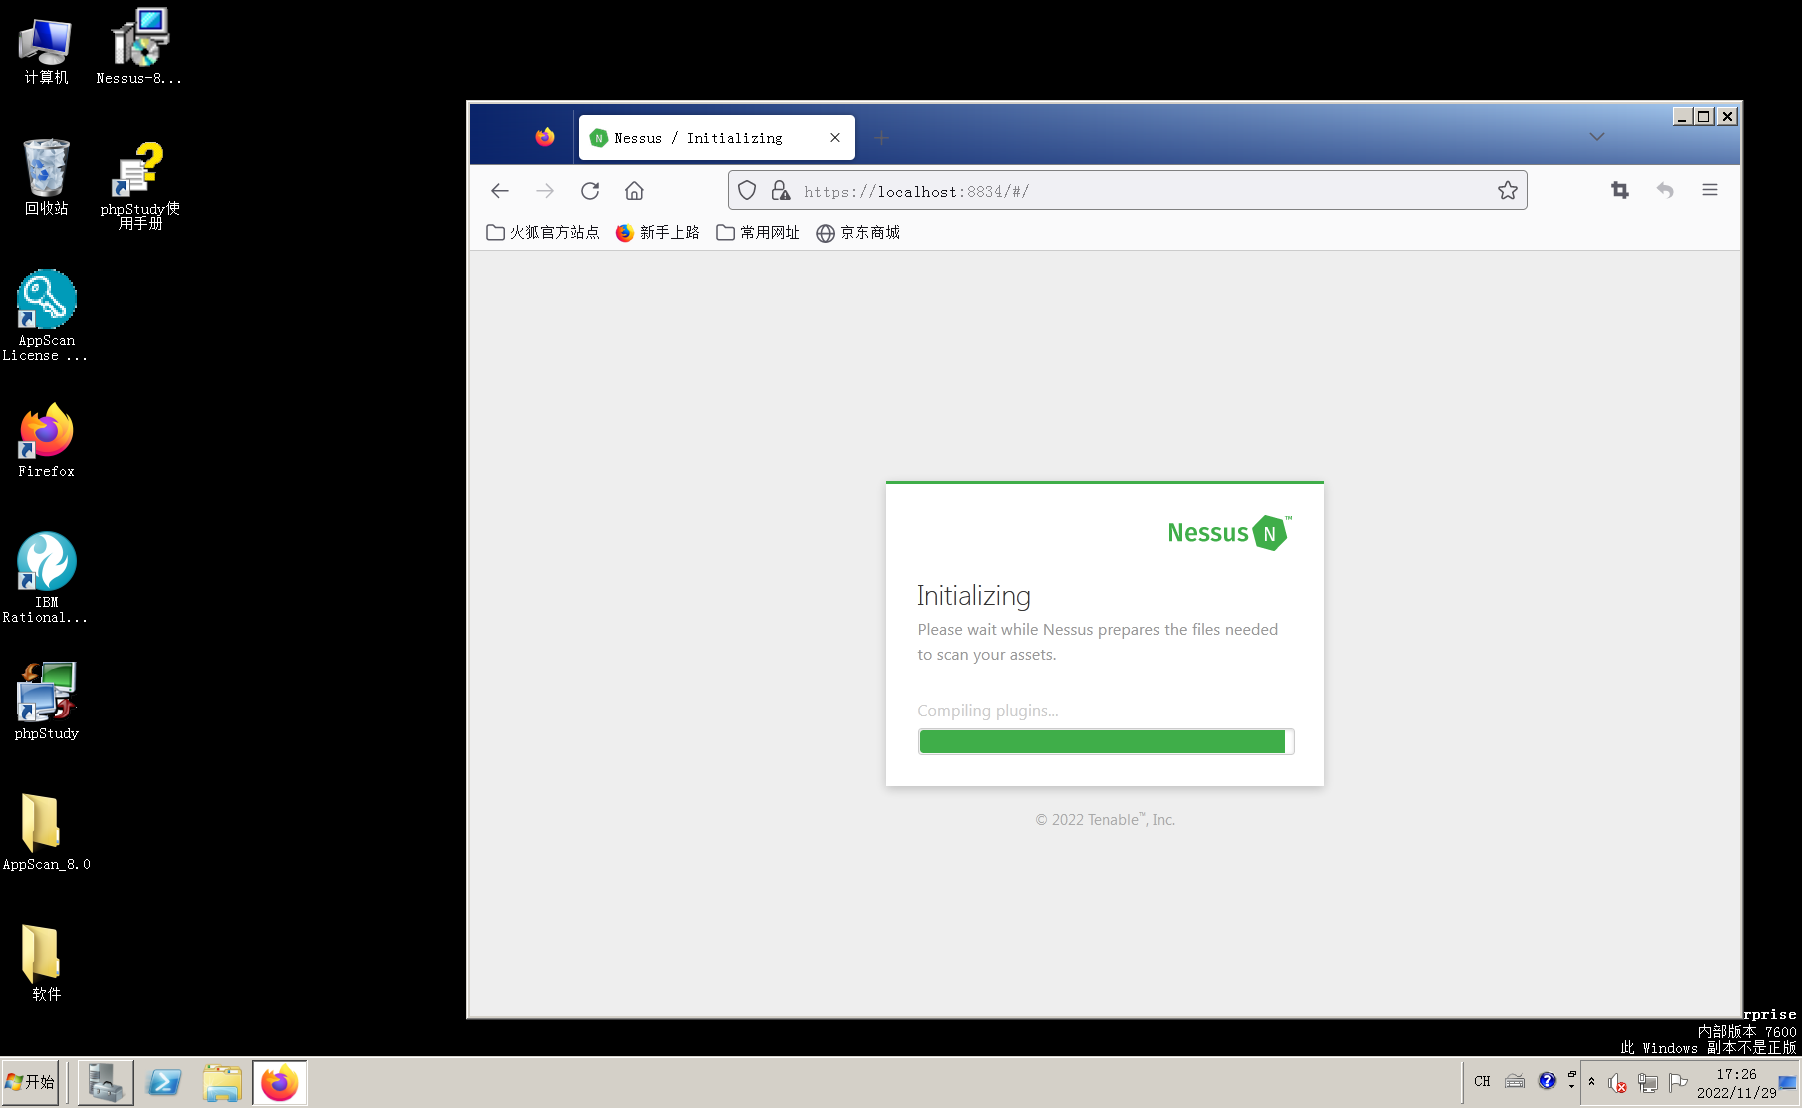 计算机
Nessus-8...
回收站
phpStudy使
用手册
AppScan
License ...
Firefox
IBM
Rational...
phpStudy
AppScan_8.0
软件
Nessus / Initializing
https://localhost:8834/#/
火狐官方站点
新手上路
常用网址
京东商城
Nessus N ™
Initializing
Please wait while Nessus prepares the files needed
to scan your assets.
Compiling plugins...
© 2022 Tenable™, Inc.
rprise
内部版本 7600
此 Windows 副本不是正版
开始
CH
17:26
2022/11/29